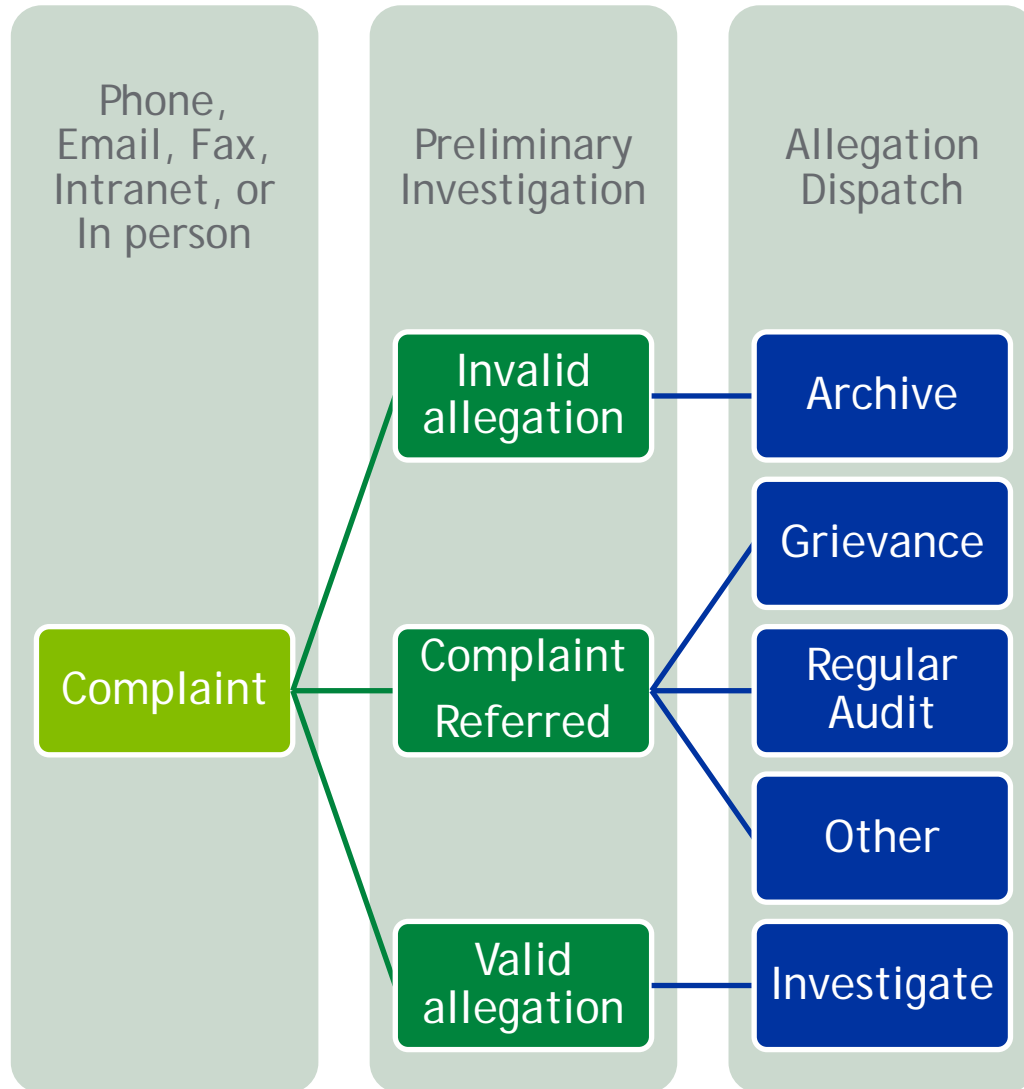 Phone,
Email, Fax,
Intranet, or
In person
Preliminary
Investigation
Allegation
Dispatch
Complaint
Invalid
allegation
Complaint
Referred
Valid
allegation
Archive
Grievance
Regular
Audit
Other
Investigate